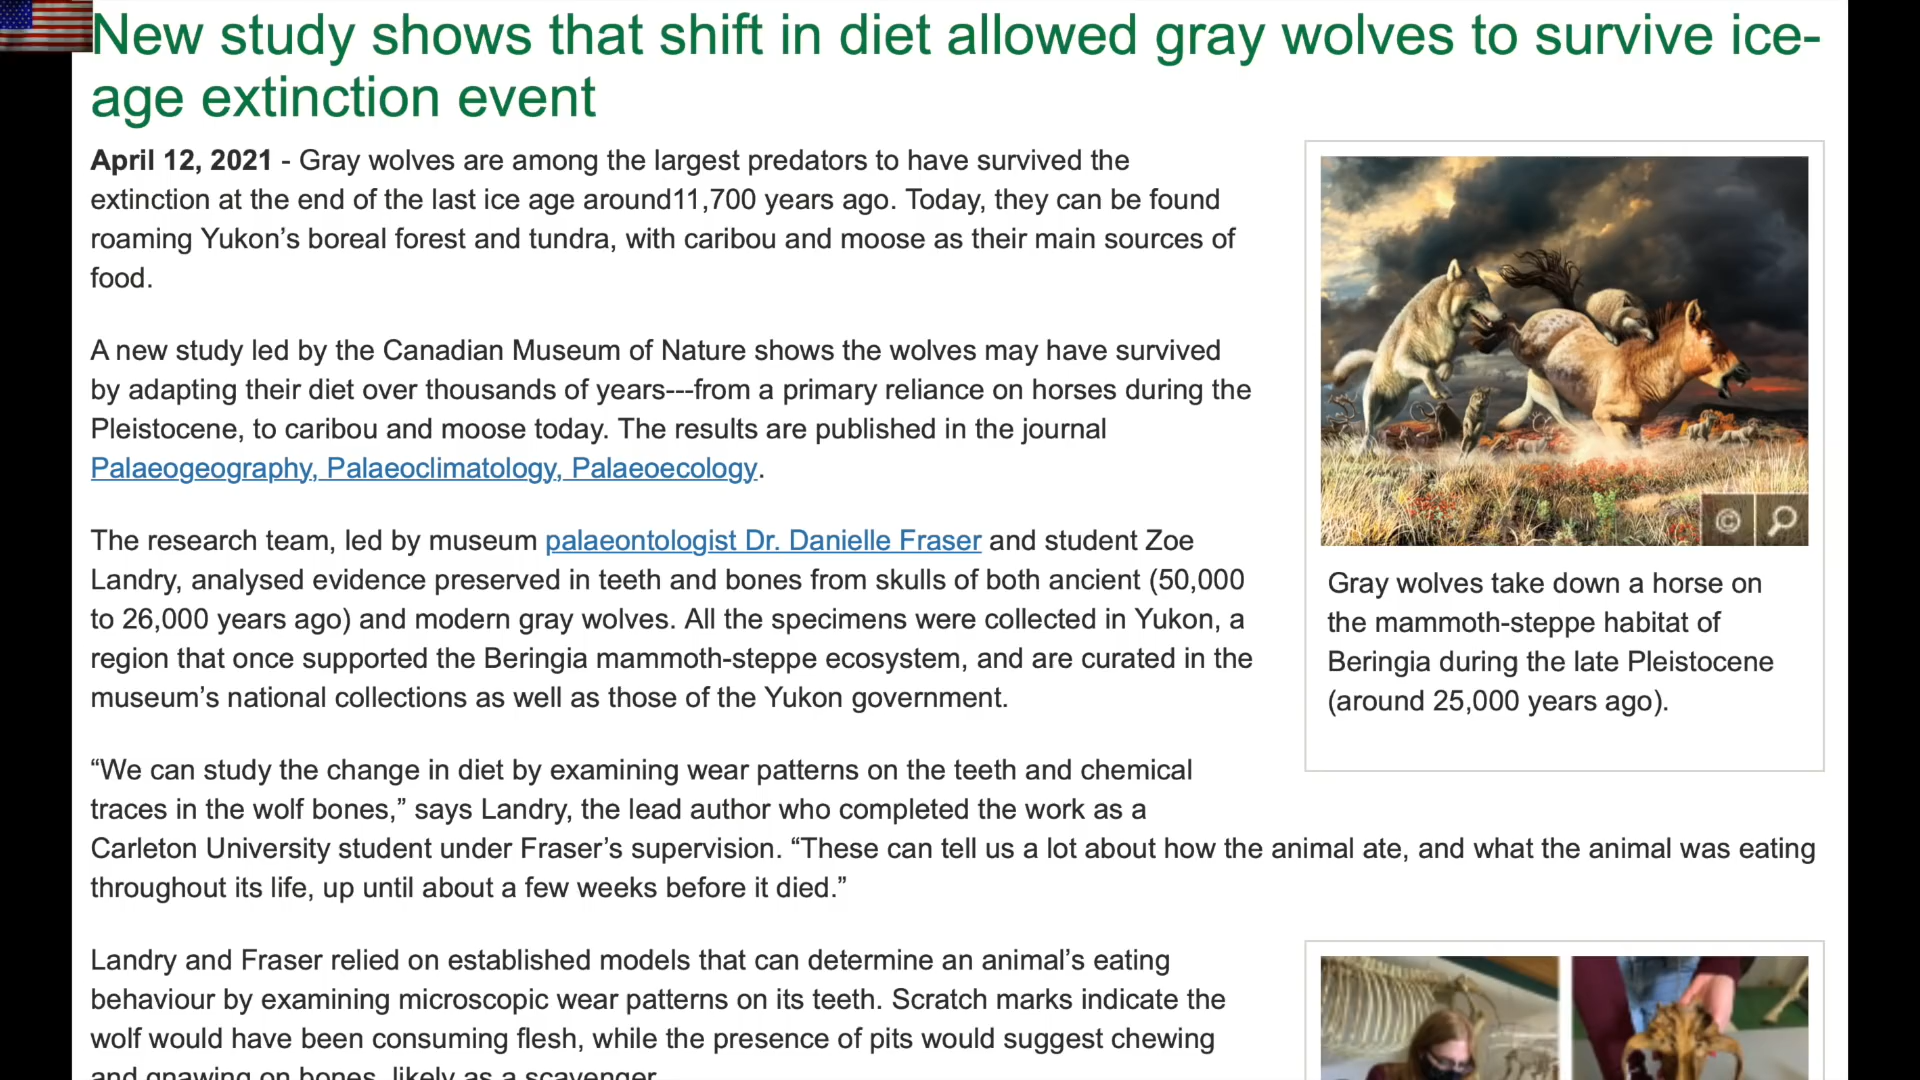 New study shows that shift in diet allowed gray wolves to survive ice-
age extinction event
April 12, 2021 - Gray wolves are among the largest predators to have survived the
extinction at the end of the last ice age around11,700 years ago. Today, they can be found
roaming Yukon’s boreal forest and tundra, with caribou and moose as their main sources of
food.
A new study led by the Canadian Museum of Nature shows the wolves may have survived
by adapting their diet over thousands of years---from a primary reliance on horses during the
Pleistocene, to caribou and moose today. The results are published in the journal
Palaeogeography, Palaeoclimatology, Palaeoecology.
The research team, led by museum palaeontologist Dr. Danielle Fraser and student Zoe
Landry, analysed evidence preserved in teeth and bones from skulls of both ancient (50,000
to 26,000 years ago) and modern gray wolves. All the specimens were collected in Yukon, a
region that once supported the Beringia mammoth-steppe ecosystem, and are curated in the
museum’s national collections as well as those of the Yukon government.
“We can study the change in diet by examining wear patterns on the teeth and chemical
traces in the wolf bones,” says Landry, the lead author who completed the work as a
Carleton University student under Fraser’s supervision. “These can tell us a lot about how the animal ate, and what the animal was eating
throughout its life, up until about a few weeks before it died.”
Landry and Fraser relied on established models that can determine an animal’s eating
behaviour by examining microscopic wear patterns on its teeth. Scratch marks indicate the
wolf would have been consuming flesh, while the presence of pits would suggest chewing
and gnawing on bones, likely as a scavenger.
©
Gray wolves take down a horse on
the mammoth-steppe habitat of
Beringia during the late Pleistocene
(around 25,000 years ago).